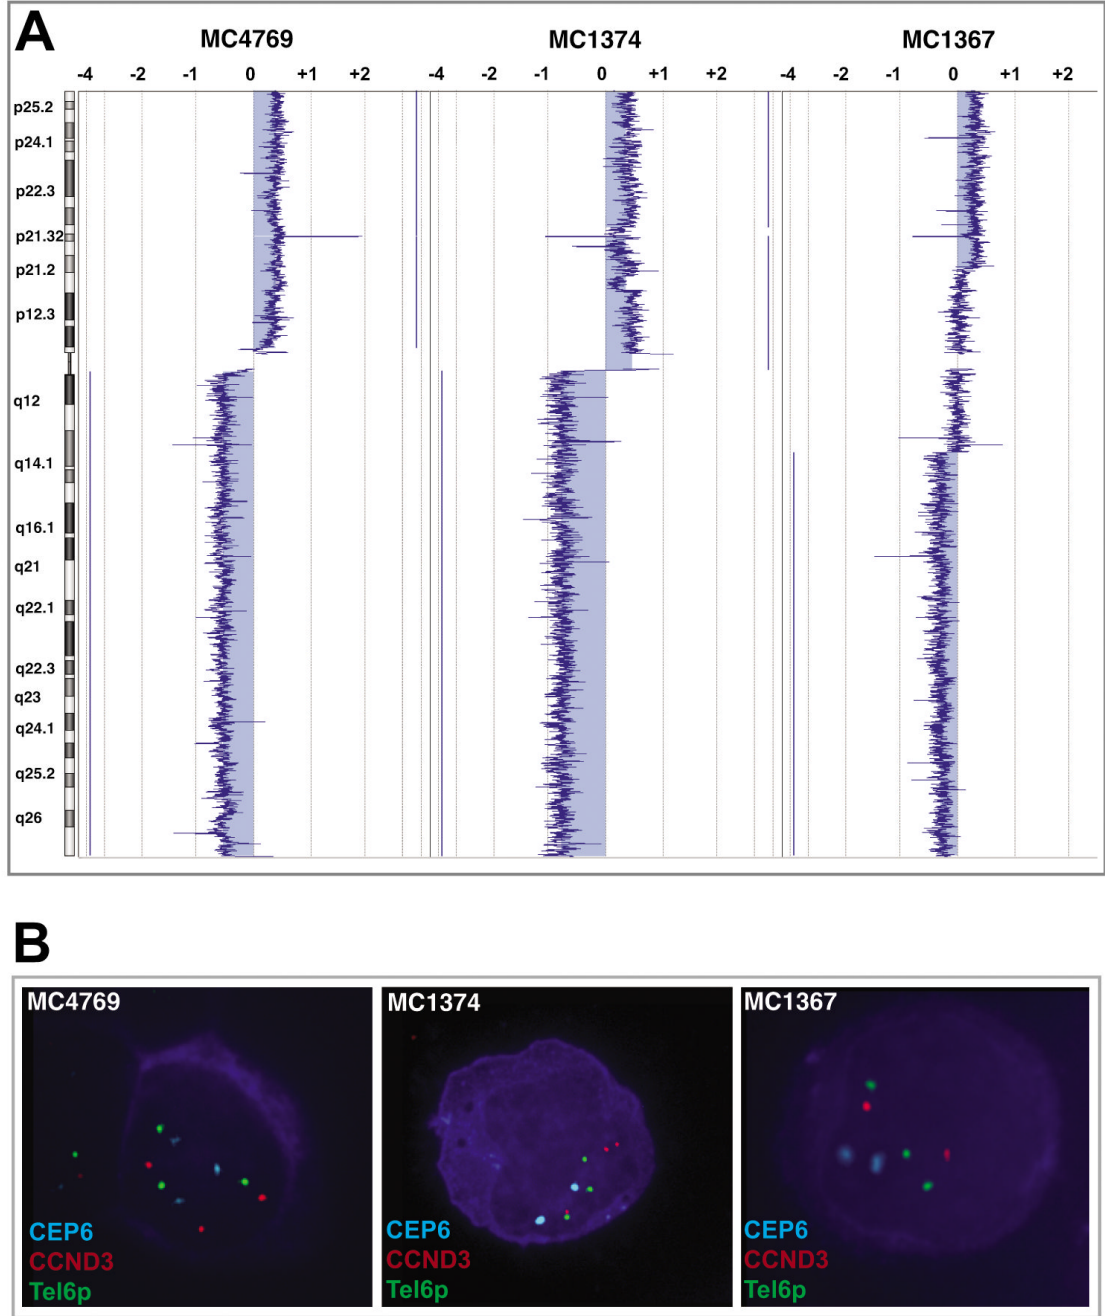 A
MC4769 MC1374 MC1367
-4 -2 -1 0 +1 +2 -4 -2 -1 0 +1 +2 -4 -2 -1 0 +1 +2
p25.2
p24.1
p22.3
p21.32
p21.2
p12.3
q12
q14.1
q16.1
q21
q22.1
q22.3
q23
q24.1
q25.2
q26
B
MC4769 MC1374 MC1367
CEP6 CEP6 CEP6
CCND3 CCND3 CCND3
Tel6p Tel6p Tel6p